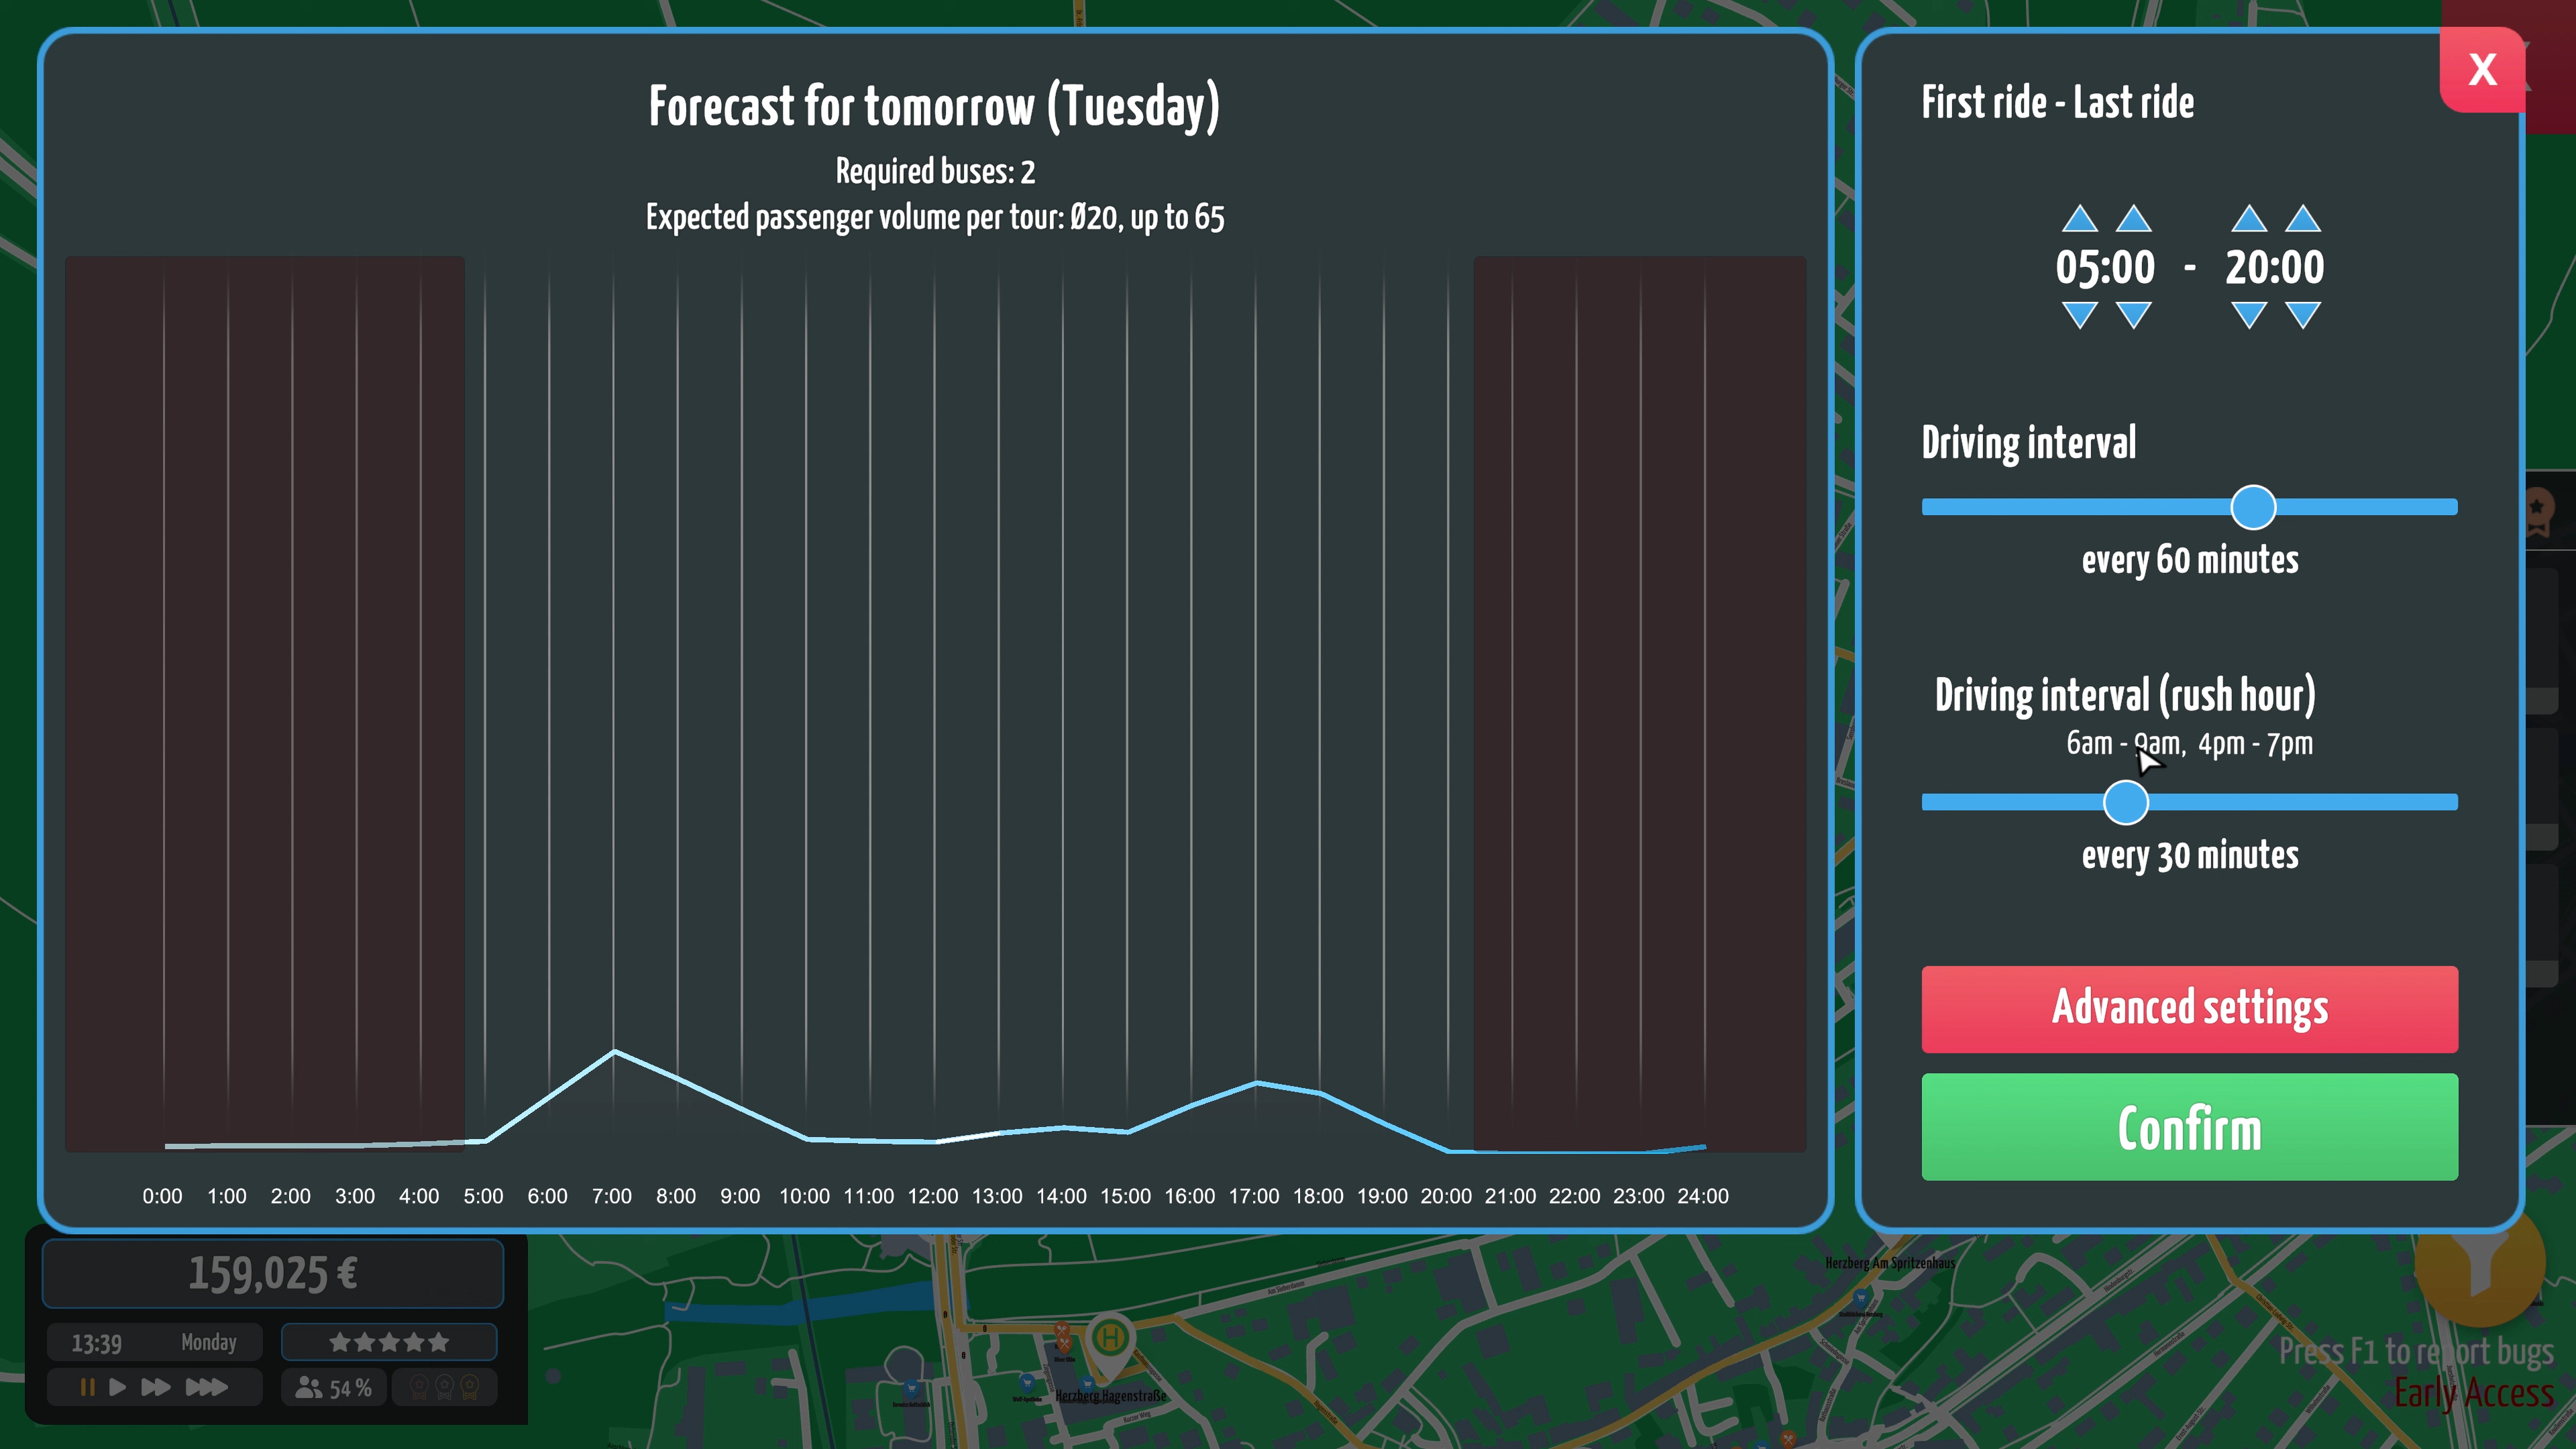 Forecast for tomorrow (Tuesday)
Required buses: 2
Expected passenger volume per tour: Ø20, up to 65
0:00 1:00 2:00 3:00 4:00 5:00 6:00 7:00 8:00 9:00 10:00 11:00 12:00 13:00 14:00 15:00 16:00 17:00 18:00 19:00 20:00 21:00 22:00 23:00 24:00
X
First ride - Last ride
05:00 - 20:00
Driving interval
every 60 minutes
Driving interval (rush hour)
6am - 9am, 4pm - 7pm
every 30 minutes
Advanced settings
Confirm
159,025 €
13:39 Monday
54 %
H
Herzberg Hagenstraße
Herzberg Am Spritzenhaus
Press F1 to report bugs
Early Access